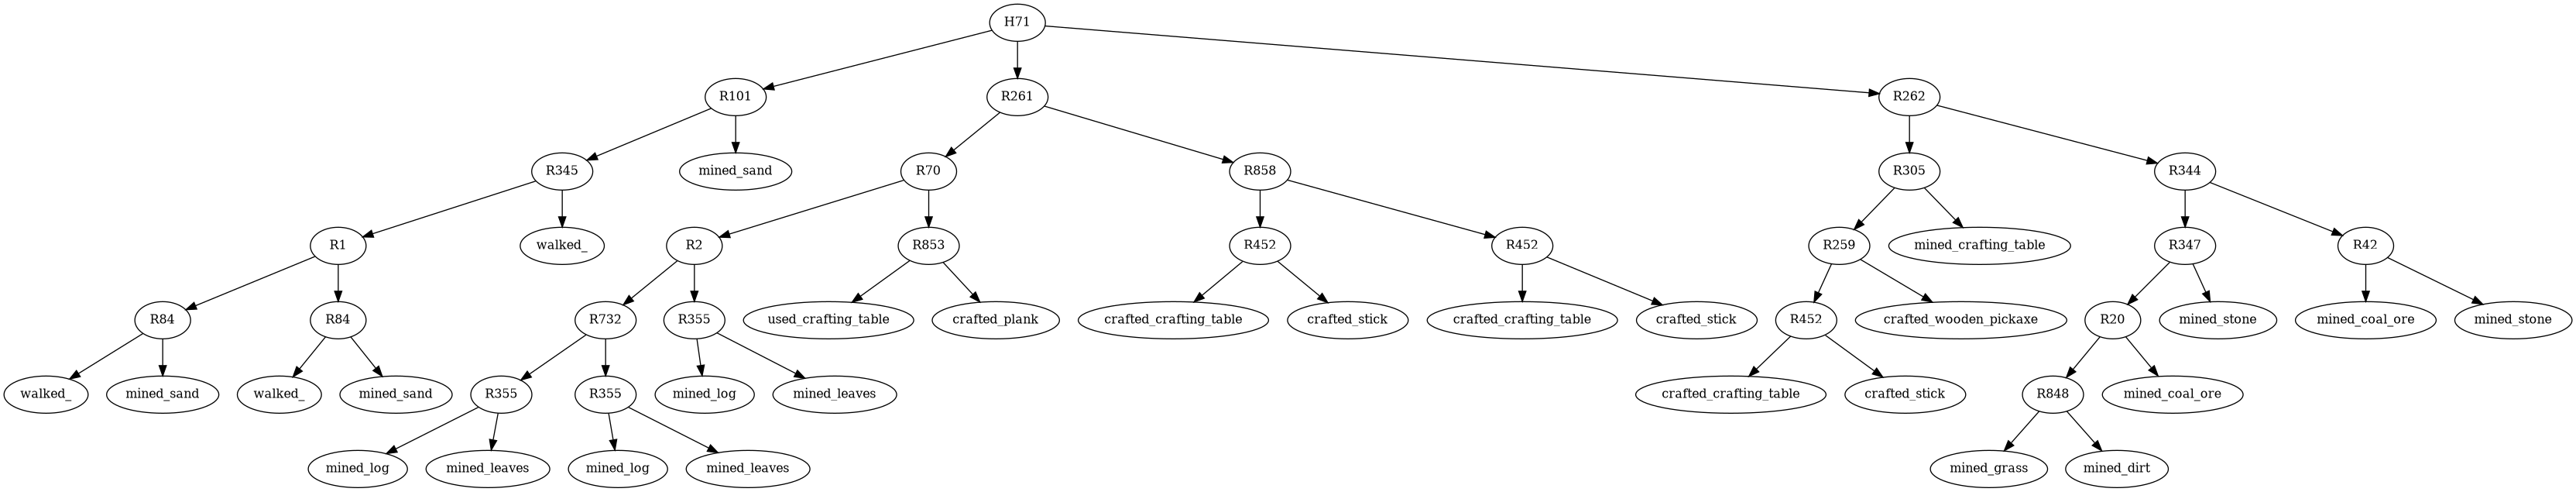 H71
R101 R261 R262
R345 mined_sand R70 R858 R305 R344
R1 walked_ R2 R853 R452 R452 R259 mined_crafting_table R347 R42
R84 R84 R732 R355 used_crafting_table crafted_plank crafted_crafting_table crafted_stick crafted_crafting_table crafted_stick R452 crafted_wooden_pickaxe R20 mined_stone mined_coal_ore mined_stone
walked_ mined_sand walked_ mined_sand R355 R355 mined_log mined_leaves crafted_crafting_table crafted_stick R848 mined_coal_ore
mined_log mined_leaves mined_log mined_leaves mined_grass mined_dirt